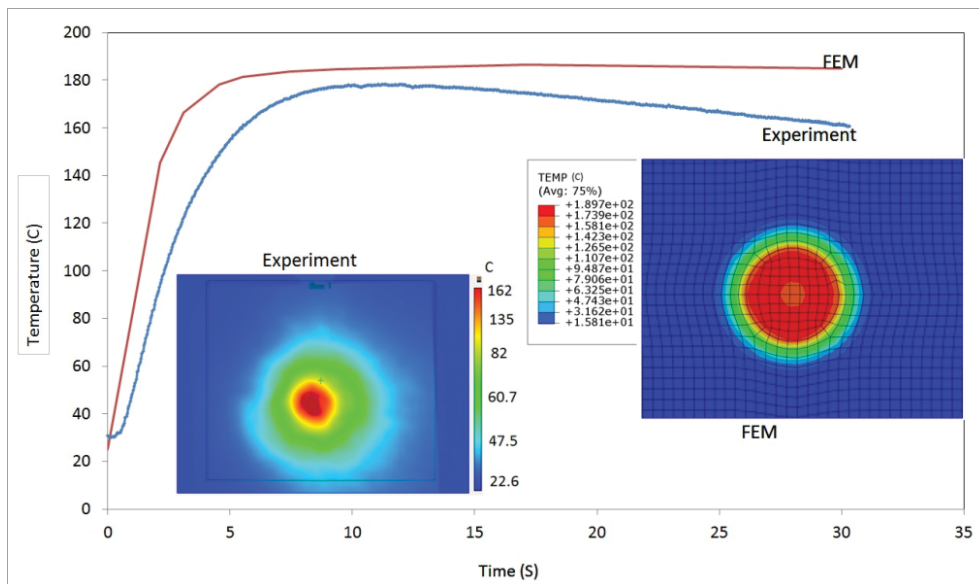 200
180
160
140
120
100
80
60
40
20
0
Temperature (C)
0
5
10
15
20
25
30
35
Time (S)
FEM
Experiment
Experiment
C
162
135
82
60.7
47.5
22.6
TEMP (C)
(Avg: 75%)
+1.897e+02
+1.739e+02
+1.581e+02
+1.423e+02
+1.265e+02
+1.107e+02
+9.487e+01
+7.906e+01
+6.325e+01
+4.743e+01
+3.162e+01
+1.581e+01
FEM